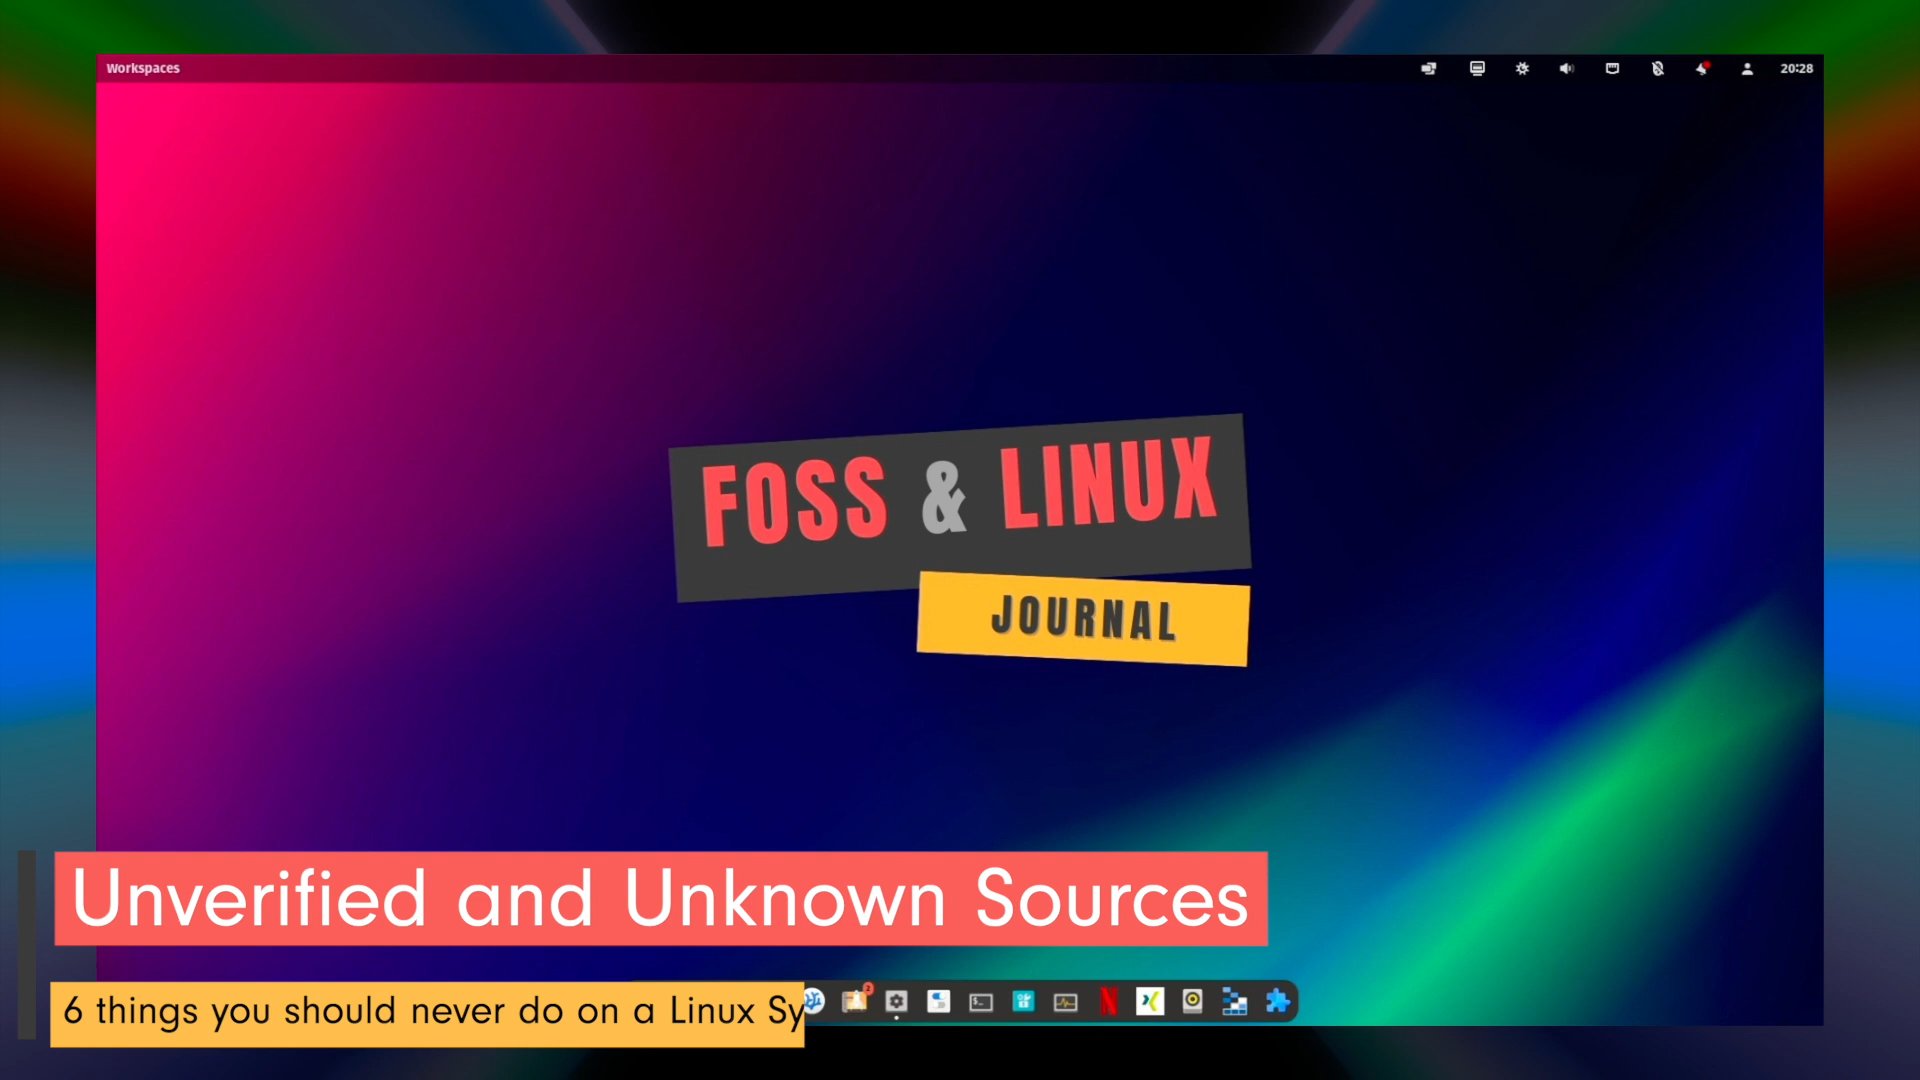 Workspaces
20:28
FOSS & LINUX
JOURNAL
Unverified and Unknown Sources
6 things you should never do on a Linux Sy
2